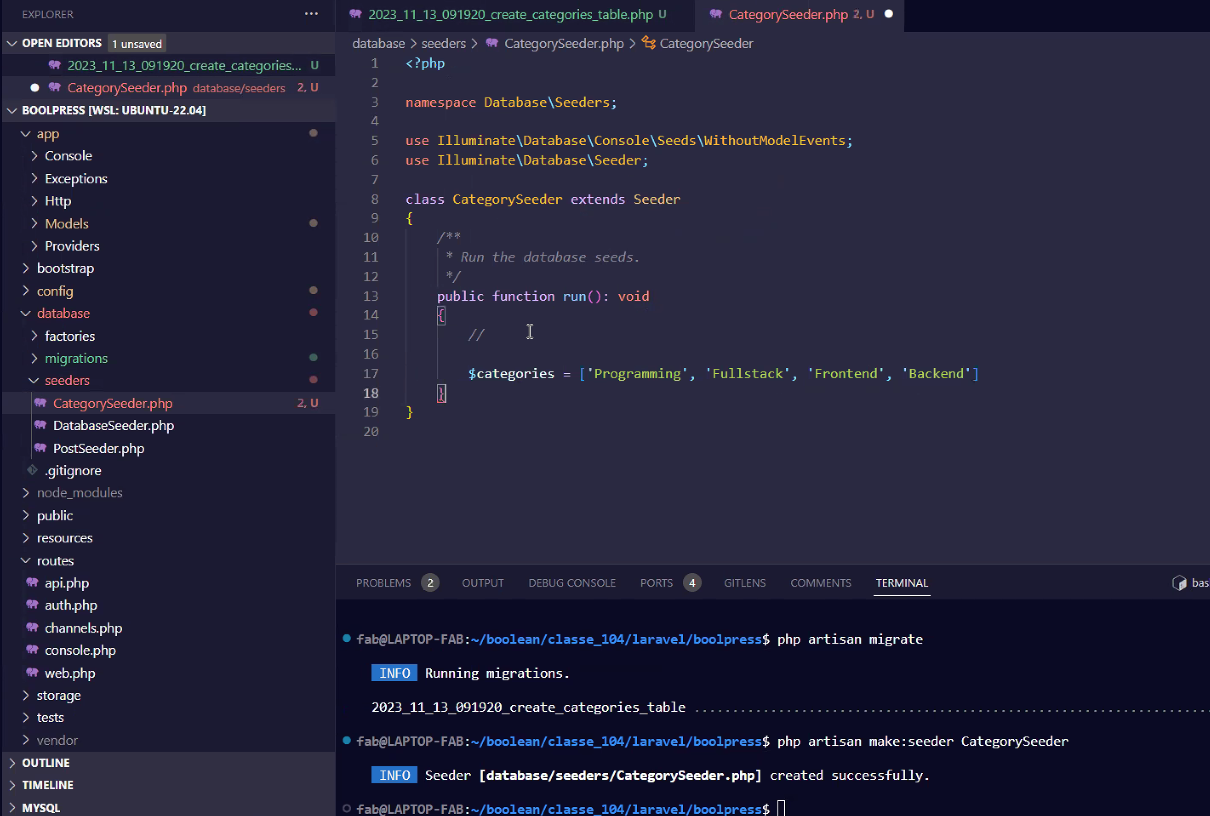 EXPLORER
OPEN EDITORS 1 unsaved
2023_11_13_091920_create_categories... U
CategorySeeder.php database/seeders 2, U
BOOLPRESS [WSL: UBUNTU-22.04]
app
Console
Exceptions
Http
Models
Providers
bootstrap
config
database
factories
migrations
seeders
CategorySeeder.php 2, U
DatabaseSeeder.php
PostSeeder.php
.gitignore
node_modules
public
resources
routes
api.php
auth.php
channels.php
console.php
web.php
storage
tests
vendor
OUTLINE
TIMELINE
MYSQL
2023_11_13_091920_create_categories_table.php U
CategorySeeder.php 2, U
database > seeders > CategorySeeder.php > CategorySeeder
1 <?php
2
3 namespace Database\Seeders;
4
5 use Illuminate\Database\Console\Seeds\WithoutModelEvents;
6 use Illuminate\Database\Seeder;
7
8 class CategorySeeder extends Seeder
9 {
10 /**
11 * Run the database seeds.
12 */
13 public function run(): void
14 {
15 //
16
17 $categories = ['Programming', 'Fullstack', 'Frontend', 'Backend']
18 }
19 }
20
PROBLEMS 2 OUTPUT DEBUG CONSOLE PORTS 4 GITLENS COMMENTS TERMINAL bas
fab@LAPTOP-FAB:~/boolean/classe_104/laravel/boolpress$ php artisan migrate
INFO Running migrations.
2023_11_13_091920_create_categories_table ................................................................
fab@LAPTOP-FAB:~/boolean/classe_104/laravel/boolpress$ php artisan make:seeder CategorySeeder
INFO Seeder [database/seeders/CategorySeeder.php] created successfully.
fab@LAPTOP-FAB:~/boolean/classe_104/laravel/boolpress$